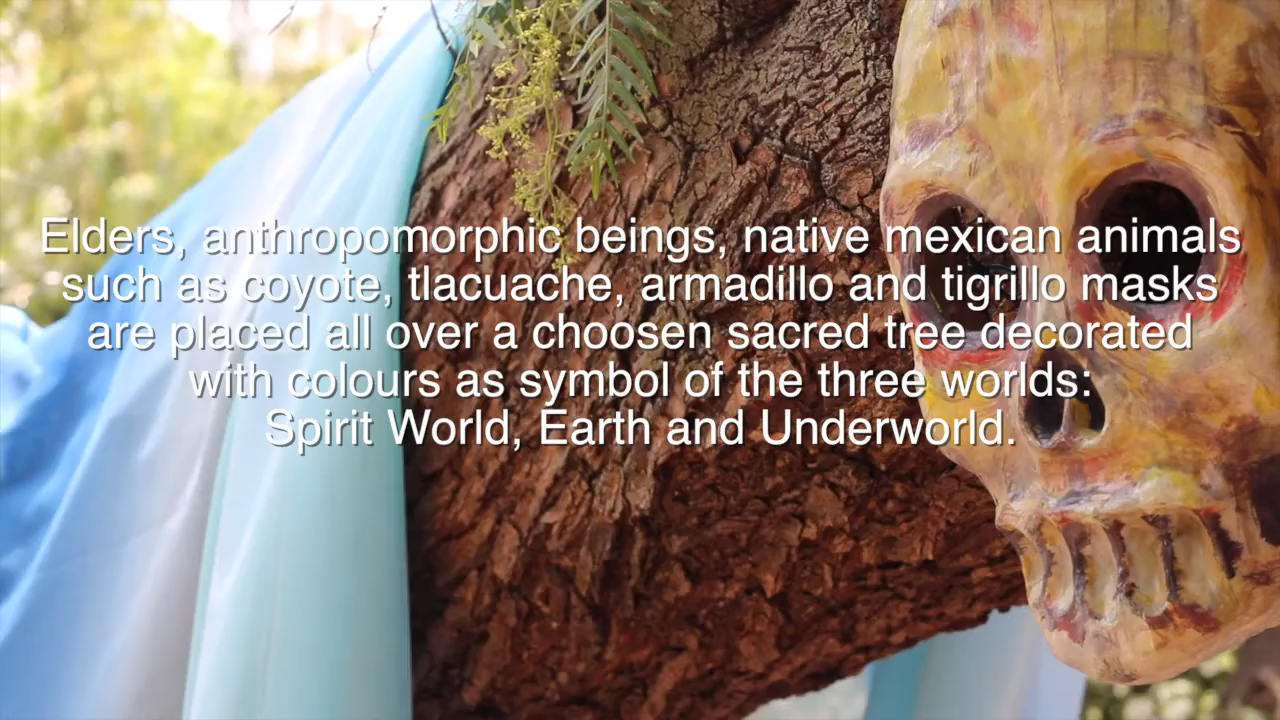 Elders, anthropomorphic beings, native mexican animals
such as coyote, tlacuache, armadillo and tigrillo masks
are placed all over a choosen sacred tree decorated
with colours as symbol of the three worlds:
Spirit World, Earth and Underworld.